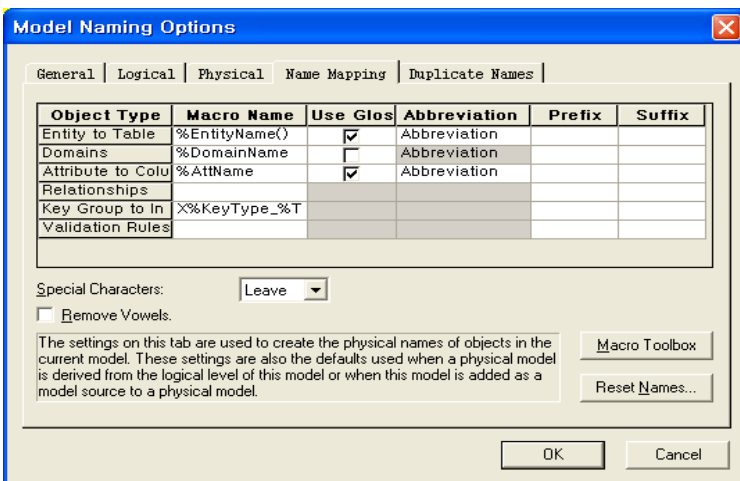 Model Naming Options
General Logical Physical Name Mapping Duplicate Names
Object Type Macro Name Use Glos Abbreviation Prefix Suffix
Entity to Table %EntityName() Abbreviation
Domains %DomainName Abbreviation
Attribute to Colu %AttName Abbreviation
Relationships
Key Group to In X%KeyType_%T
Validation Rules
Special Characters: Leave
Remove Vowels.
The settings on this tab are used to create the physical names of objects in the
current model. These settings are also the defaults used when a physical model
is derived from the logical level of this model or when this model is added as a
model source to a physical model.
Macro Toolbox
Reset Names...
OK Cancel